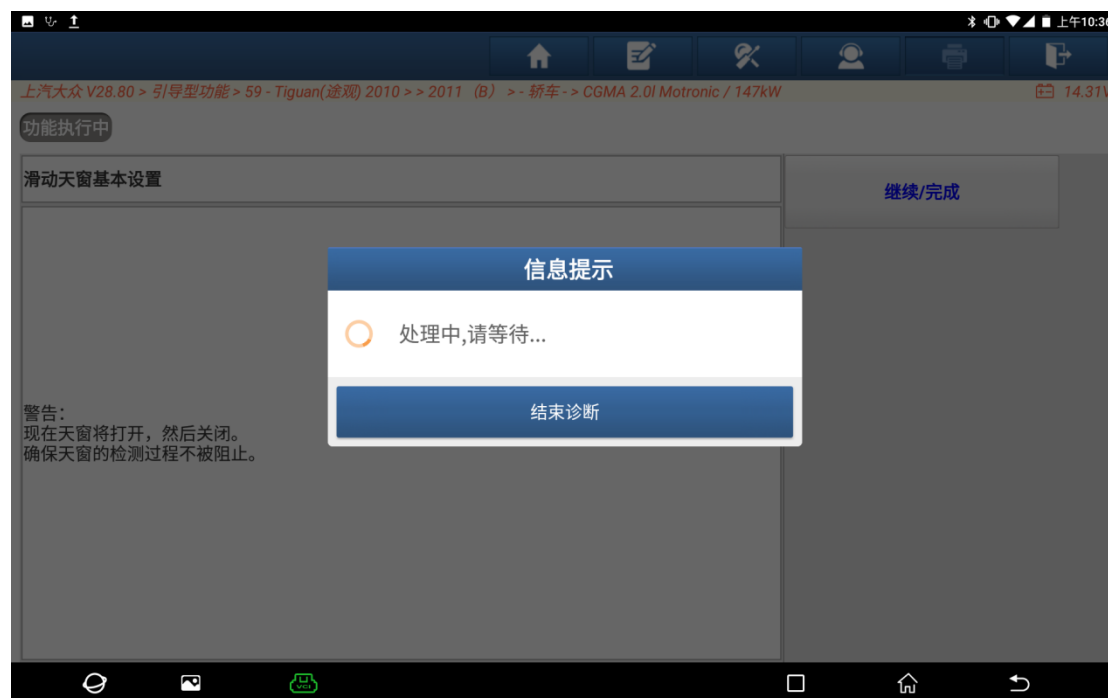 上午10:36
上汽大众 V28.80 > 引导型功能 > 59 - Tiguan(途观) 2010 > > 2011（B） > - 轿车 - > CGMA 2.0l Motronic / 147kW
14.31V
功能执行中
滑动天窗基本设置
继续/完成
信息提示
处理中,请等待...
结束诊断
警告：
现在天窗将打开，然后关闭。
确保天窗的检测过程不被阻止。
VCI